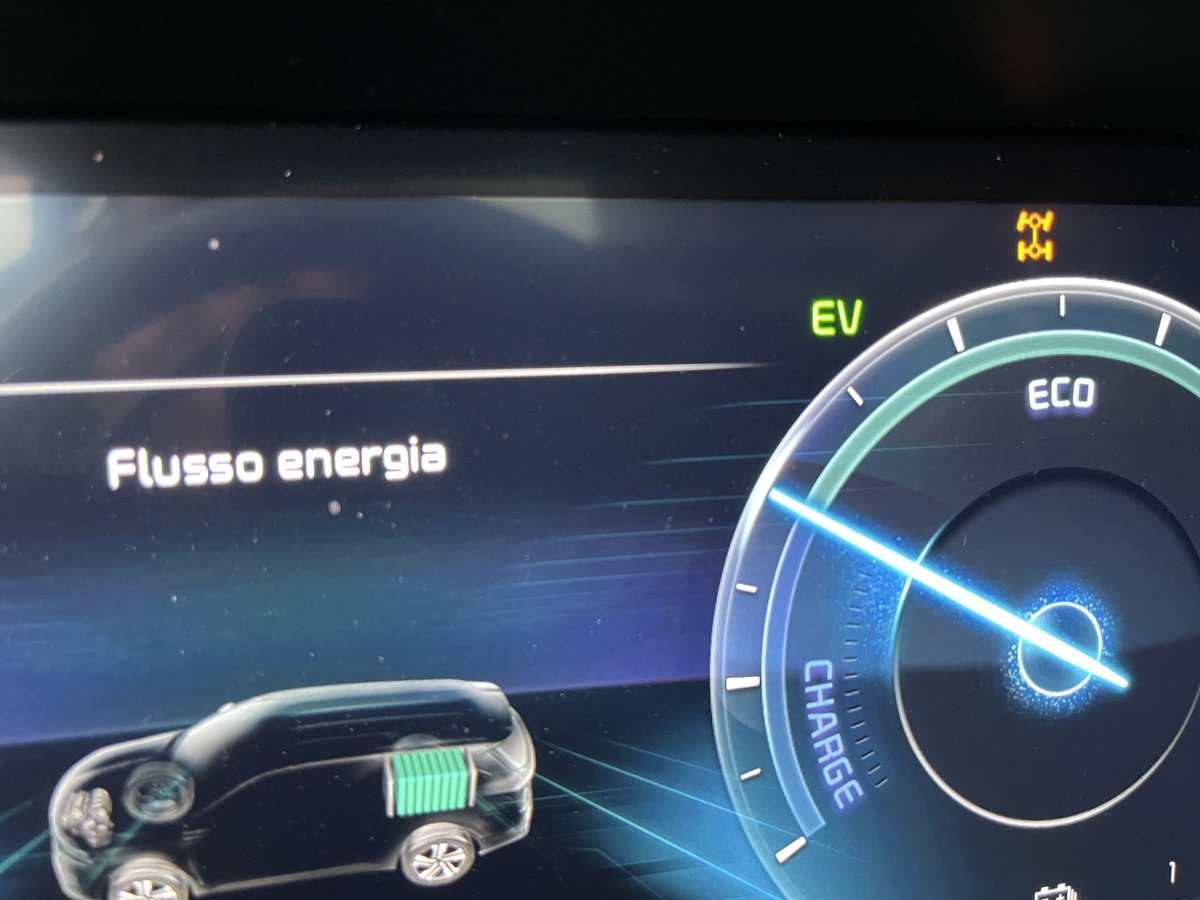 EV
ECO
Flusso energia
CHARGE
1